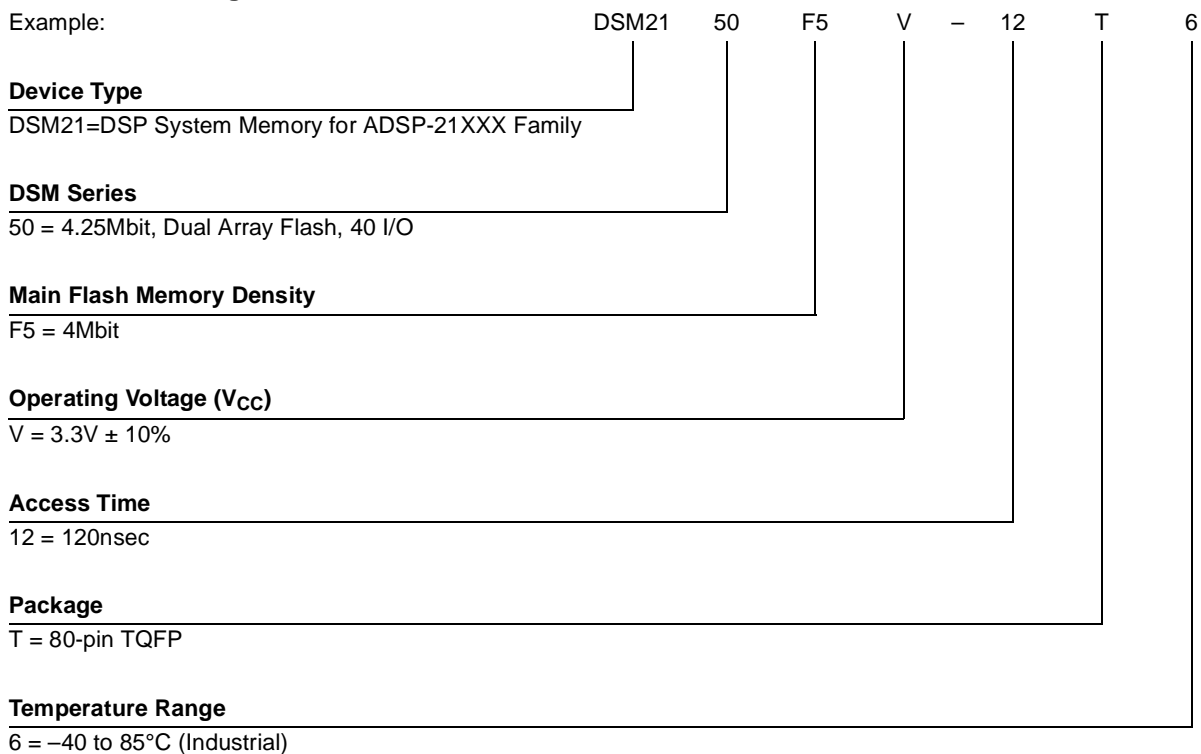 Example: DSM21 50 F5 V – 12 T 6
Device Type
DSM21=DSP System Memory for ADSP-21XXX Family
DSM Series
50 = 4.25Mbit, Dual Array Flash, 40 I/O
Main Flash Memory Density
F5 = 4Mbit
Operating Voltage (VCC)
V = 3.3V ± 10%
Access Time
12 = 120nsec
Package
T = 80-pin TQFP
Temperature Range
6 = –40 to 85°C (Industrial)